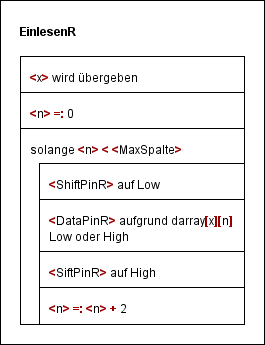 EinlesenR
<x> wird übergeben
<n> =: 0
solange <n> < <MaxSpalte>
<ShiftPinR> auf Low
<DataPinR> aufgrund darray[x][n]
Low oder High
<SiftPinR> auf High
<n> =: <n> + 2